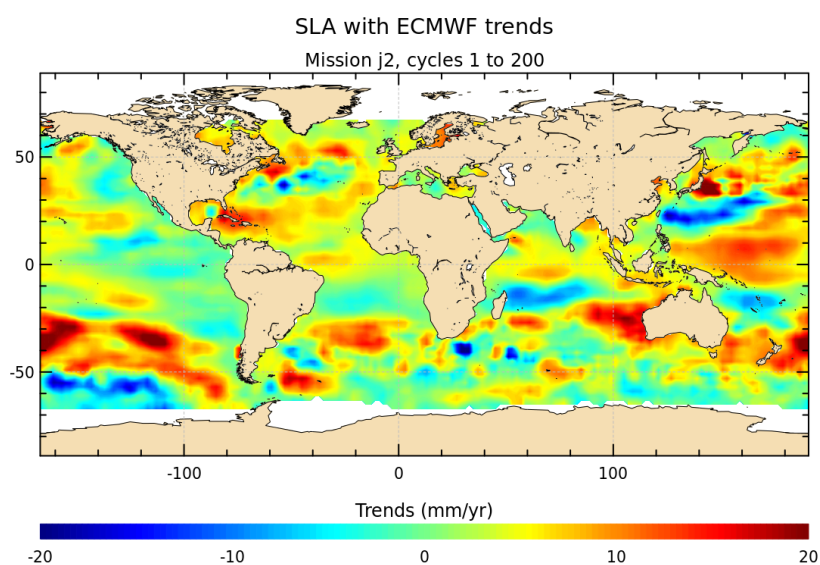 SLA with ECMWF trends
Mission j2, cycles 1 to 200
50
0
-50
-100 0 100
Trends (mm/yr)
-20 -10 0 10 20